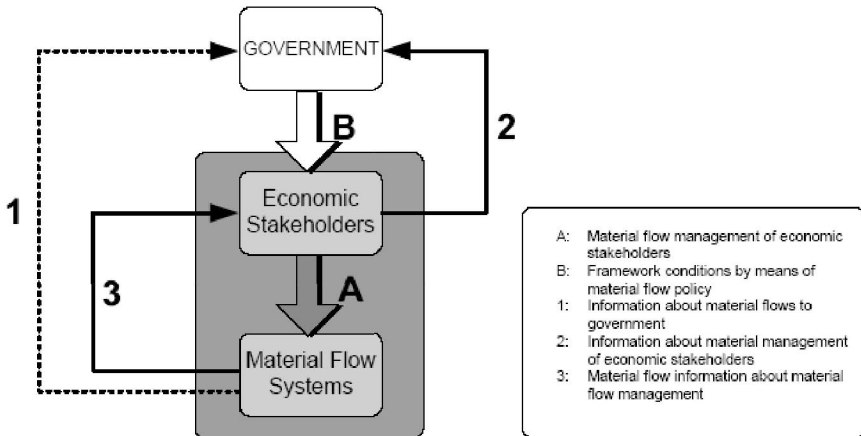 GOVERNMENT
B
2
1
Economic
Stakeholders
3
A
Material Flow
Systems
A: Material flow management of economic
stakeholders
B: Framework conditions by means of
material flow policy
1: Information about material flows to
government
2: Information about material management
of economic stakeholders
3: Material flow information about material
flow management